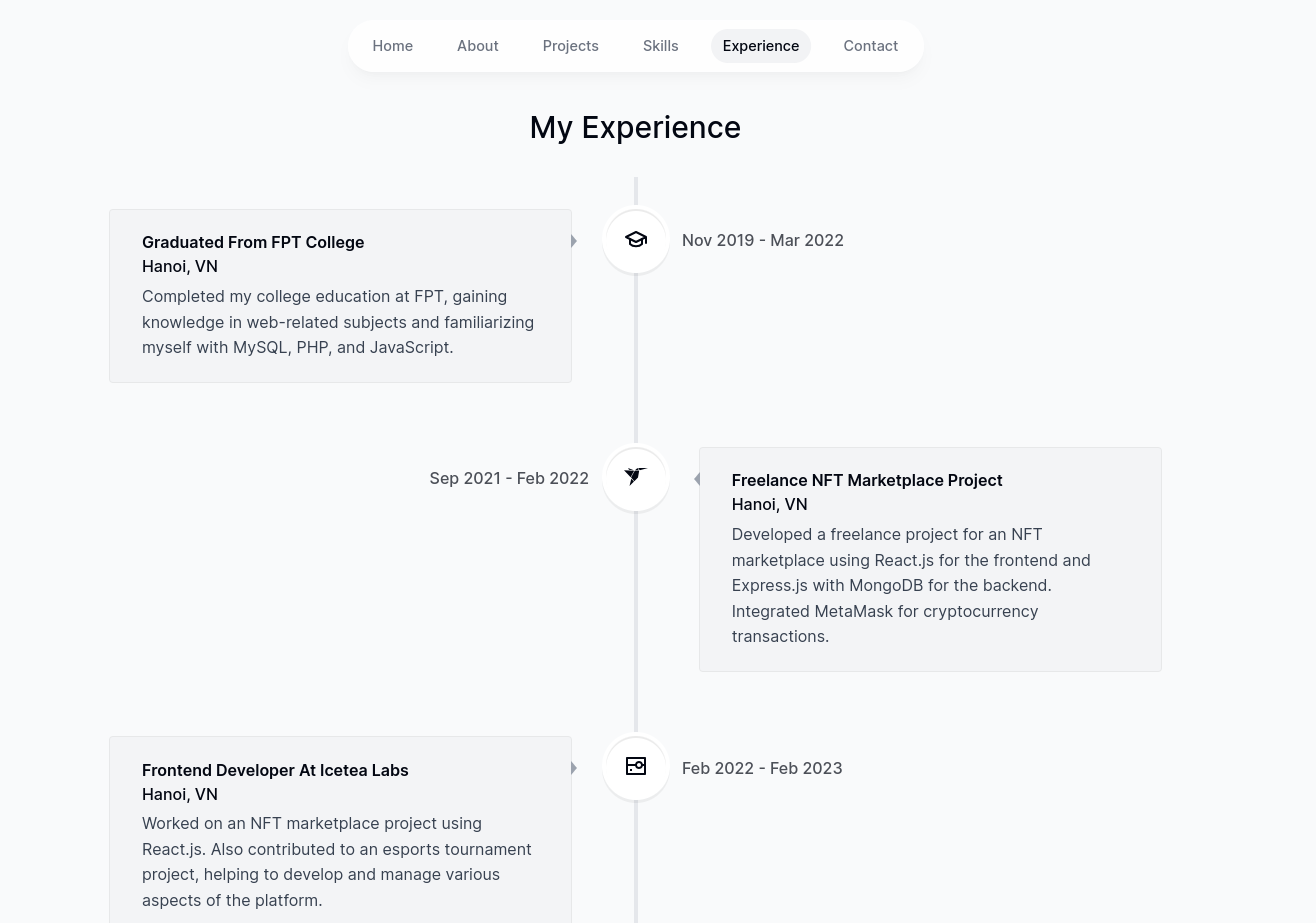 Home
About
Projects
Skills
Experience
Contact
My Experience
Graduated From FPT College
Hanoi, VN
Completed my college education at FPT, gaining
knowledge in web-related subjects and familiarizing
myself with MySQL, PHP, and JavaScript.
Nov 2019 - Mar 2022
Sep 2021 - Feb 2022
Freelance NFT Marketplace Project
Hanoi, VN
Developed a freelance project for an NFT
marketplace using React.js for the frontend and
Express.js with MongoDB for the backend.
Integrated MetaMask for cryptocurrency
transactions.
Frontend Developer At Icetea Labs
Hanoi, VN
Worked on an NFT marketplace project using
React.js. Also contributed to an esports tournament
project, helping to develop and manage various
aspects of the platform.
Feb 2022 - Feb 2023